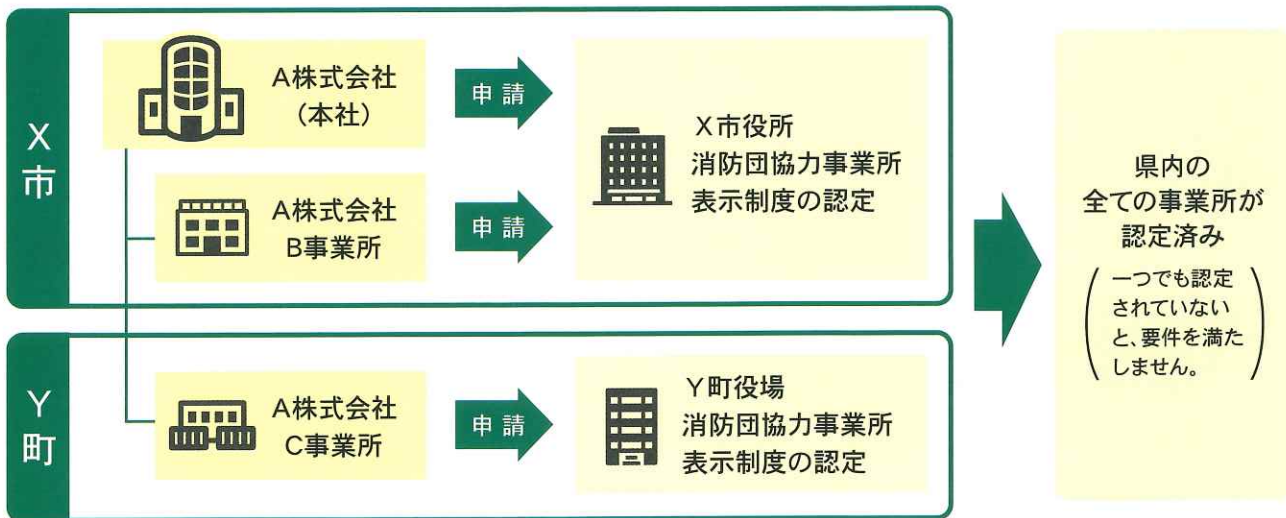 X市
A株式会社
（本社）
申請
A株式会社
B事業所
申請
X市役所
消防団協力事業所
表示制度の認定
Y町
A株式会社
C事業所
申請
Y町役場
消防団協力事業所
表示制度の認定
県内の
全ての事業所が
認定済み
（一つでも認定
されていない
と、要件を満た
しません。）